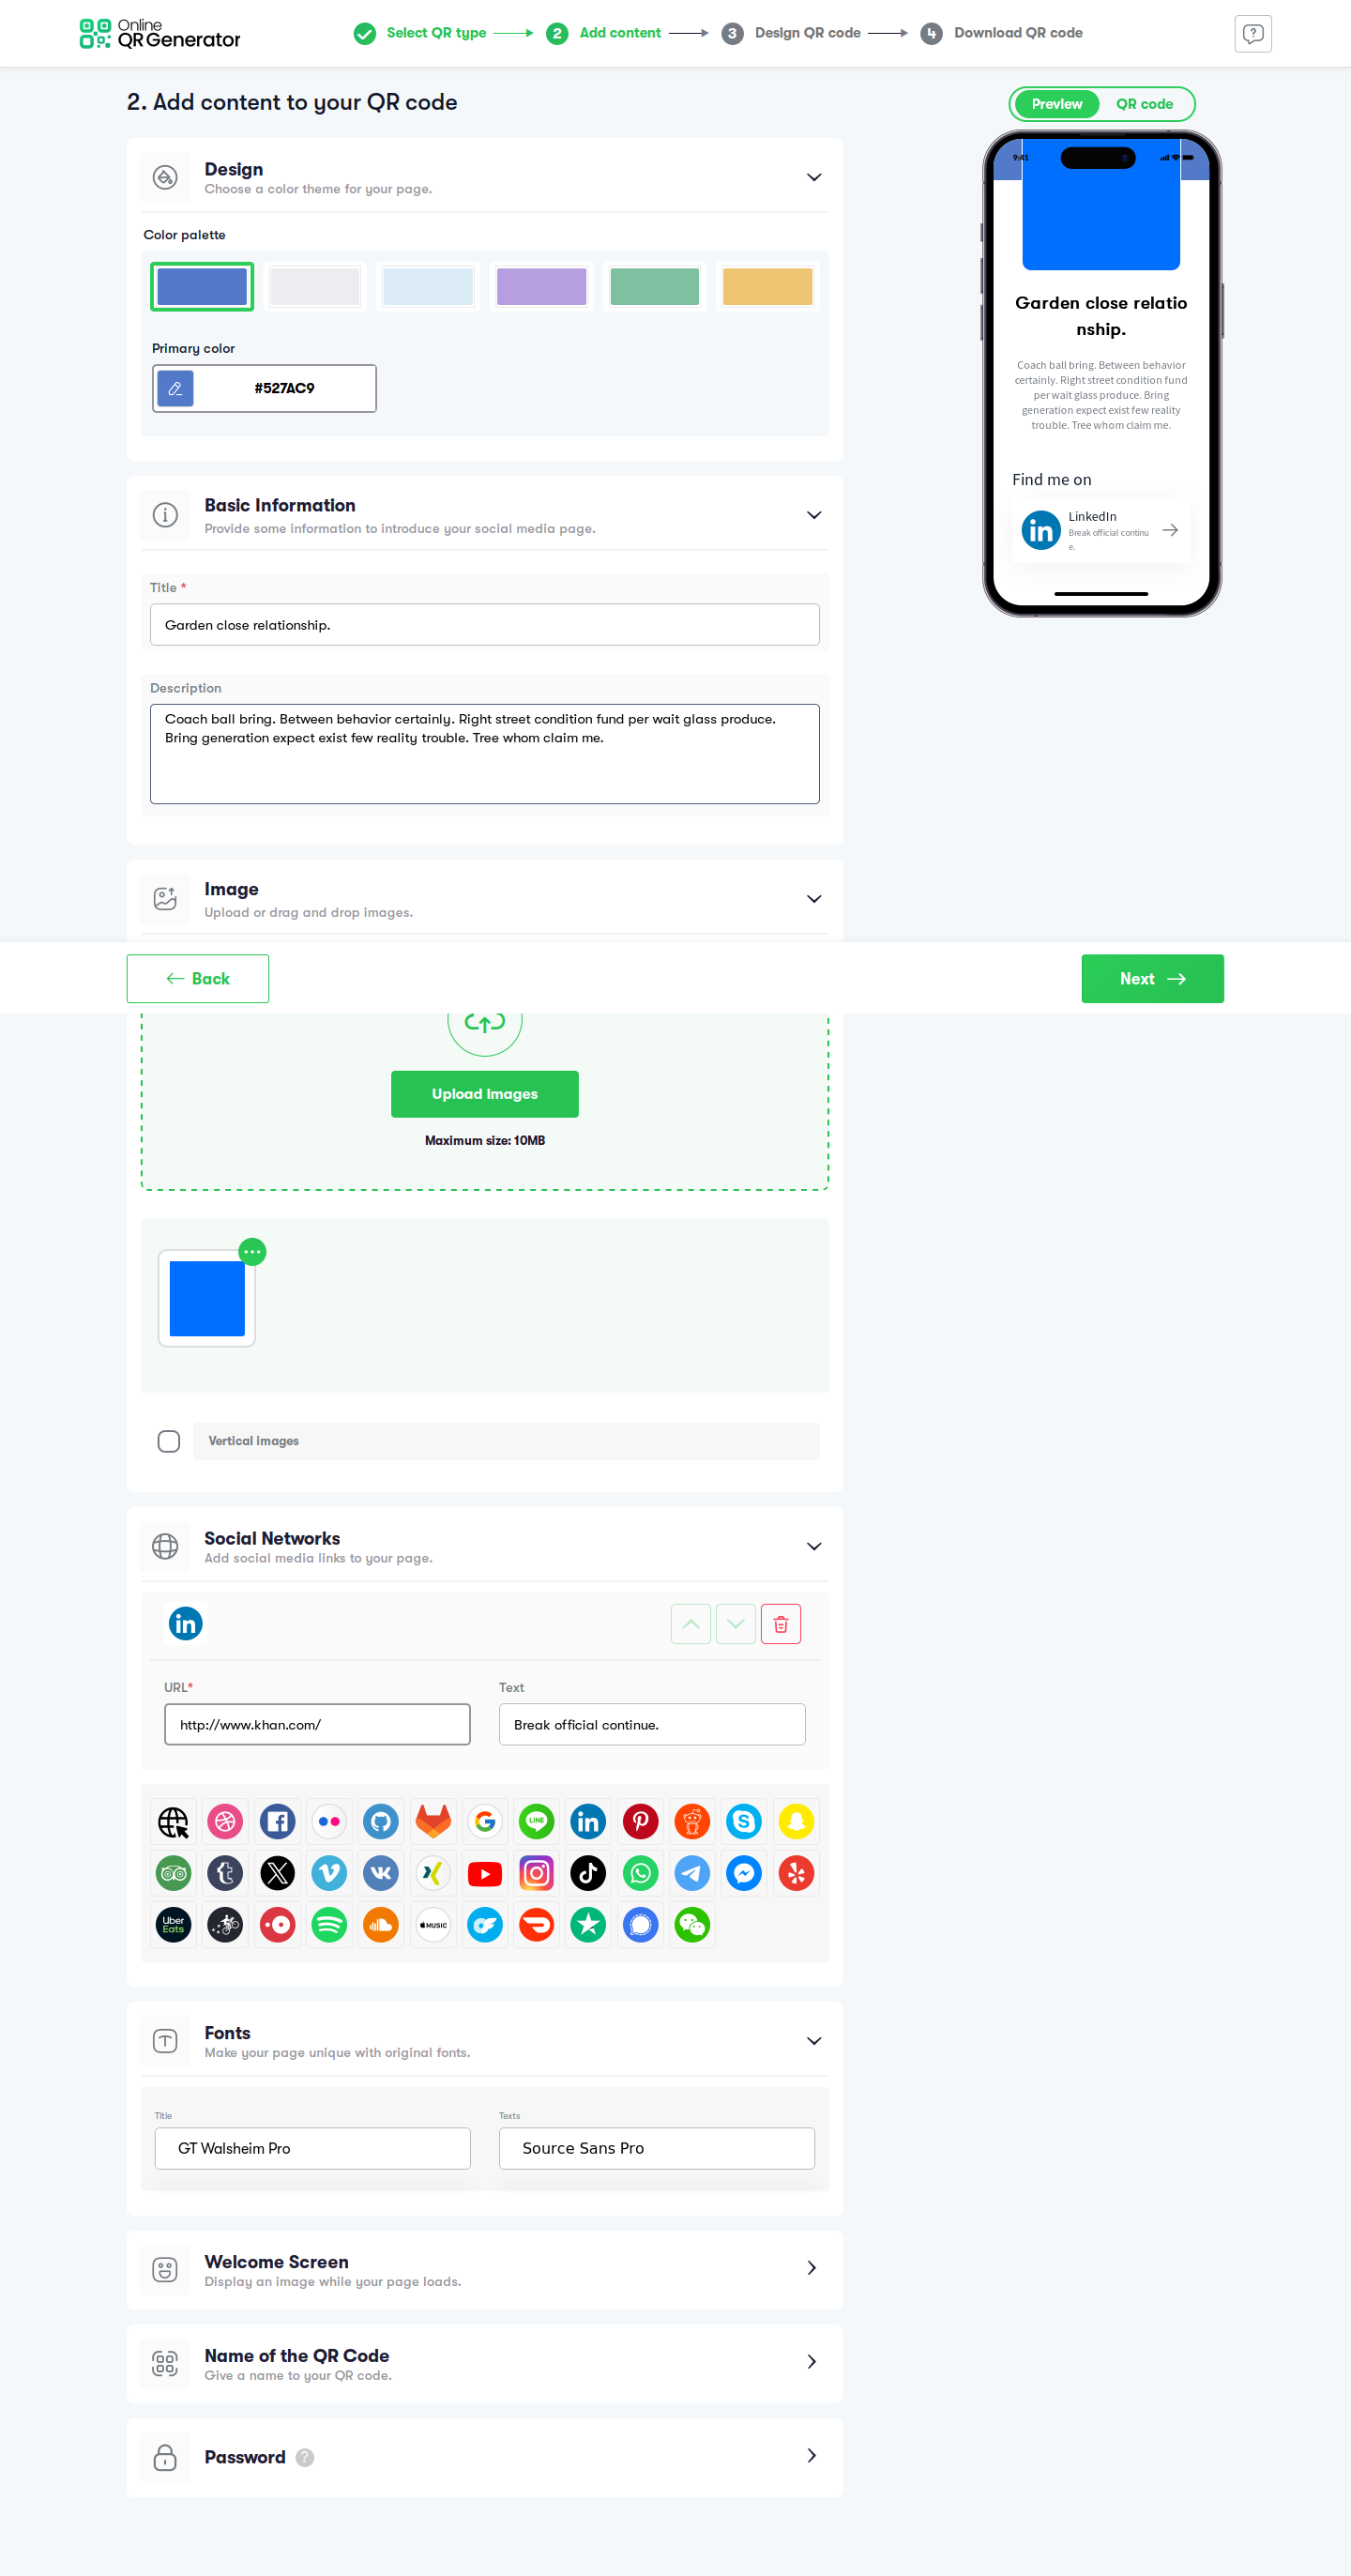 Online
QR Generator
Select QR type
2 Add content
3 Design QR code
4 Download QR code
2. Add content to your QR code
Preview
QR code
Design
Choose a color theme for your page.
Color palette
Primary color
#527AC9
9:41
Garden close relatio
nship.
Coach ball bring. Between behavior
certainly. Right street condition fund
per wait glass produce. Bring
generation expect exist few reality
trouble. Tree whom claim me.
Find me on
LinkedIn
Break official continu
e.
Basic Information
Provide some information to introduce your social media page.
Title *
Garden close relationship.
Description
Coach ball bring. Between behavior certainly. Right street condition fund per wait glass produce.
Bring generation expect exist few reality trouble. Tree whom claim me.
Image
Upload or drag and drop images.
Back
Next
Upload Images
Maximum size: 10MB
Vertical images
Social Networks
Add social media links to your page.
in
URL*
Text
http://www.khan.com/
Break official continue.
LINE
Uber
Eats
MUSIC
Fonts
Make your page unique with original fonts.
Title
Texts
GT Walsheim Pro
Source Sans Pro
Welcome Screen
Display an image while your page loads.
Name of the QR Code
Give a name to your QR code.
Password ?